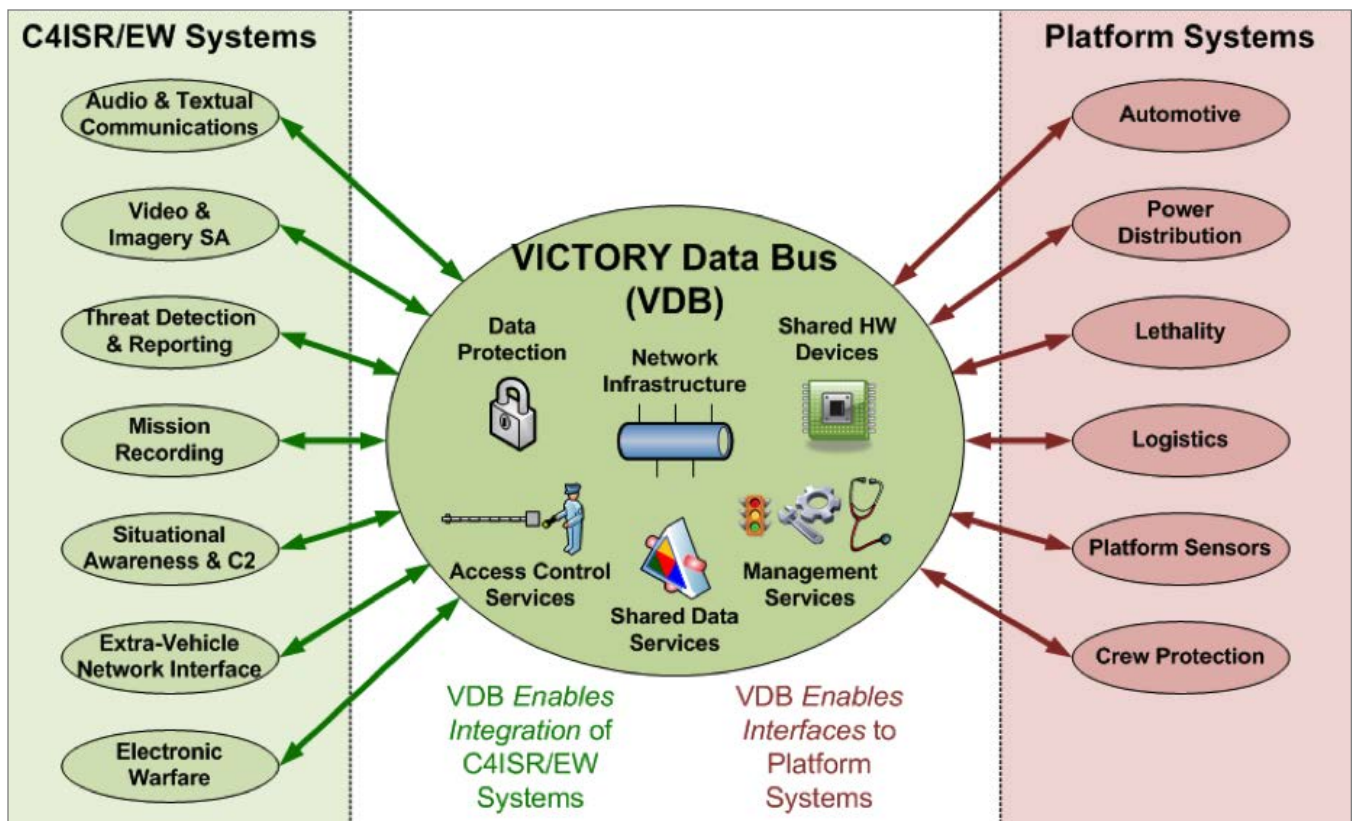 C4ISR/EW Systems
Audio & Textual
Communications
Video &
Imagery SA
Threat Detection
& Reporting
Mission
Recording
Situational
Awareness & C2
Extra-Vehicle
Network Interface
Electronic
Warfare
VICTORY Data Bus
(VDB)
Data
Protection
Network
Infrastructure
Shared HW
Devices
Access Control
Services
Shared Data
Services
Management
Services
VDB Enables
Integration of
C4ISR/EW
Systems
VDB Enables
Interfaces to
Platform
Systems
Platform Systems
Automotive
Power
Distribution
Lethality
Logistics
Platform Sensors
Crew Protection